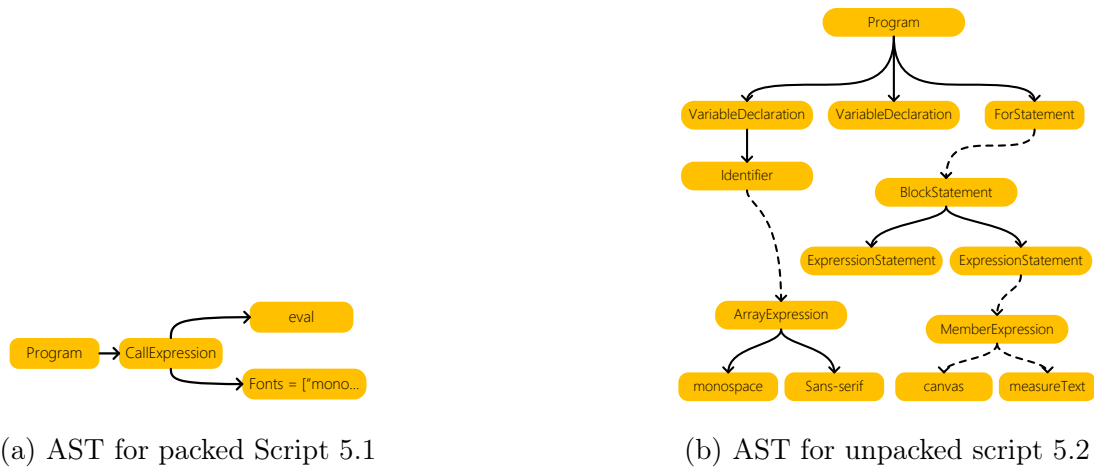 eval
Program
CallExpression
Fonts = ["mono...
(a) AST for packed Script 5.1
Program
VariableDeclaration
VariableDeclaration
ForStatement
Identifier
BlockStatement
ExprerssionStatement
ExpressionStatement
ArrayExpression
MemberExpression
monospace
Sans-serif
canvas
measureText
(b) AST for unpacked script 5.2